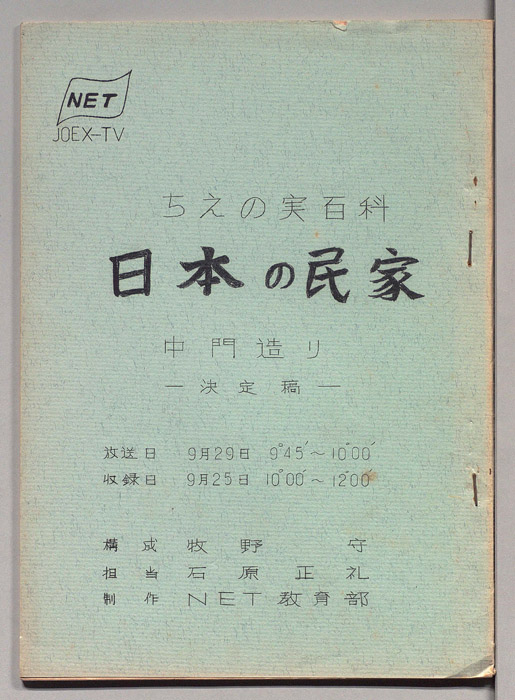 NET
JOEX-TV
ちえの実百科
日本の民家
中門造り
—決定稿—
放送日 9月29日 9°45′～10°00′
収録日 9月25日 10°00′～12°00′
構成 牧野 守
担当 石原正礼
制作 NET教育部